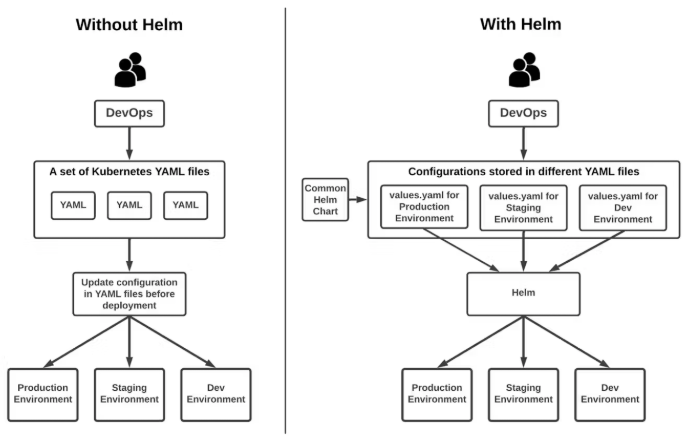 Without Helm
DevOps
A set of Kubernetes YAML files
YAML
YAML
YAML
Update configuration
in YAML files before
deployment
Production
Environment
Staging
Environment
Dev
Environment
With Helm
DevOps
Configurations stored in different YAML files
Common
Helm
Chart
values.yaml for
Production
Environment
values.yaml for
Staging
Environment
values.yaml for
Dev
Environment
Helm
Production
Environment
Staging
Environment
Dev
Environment